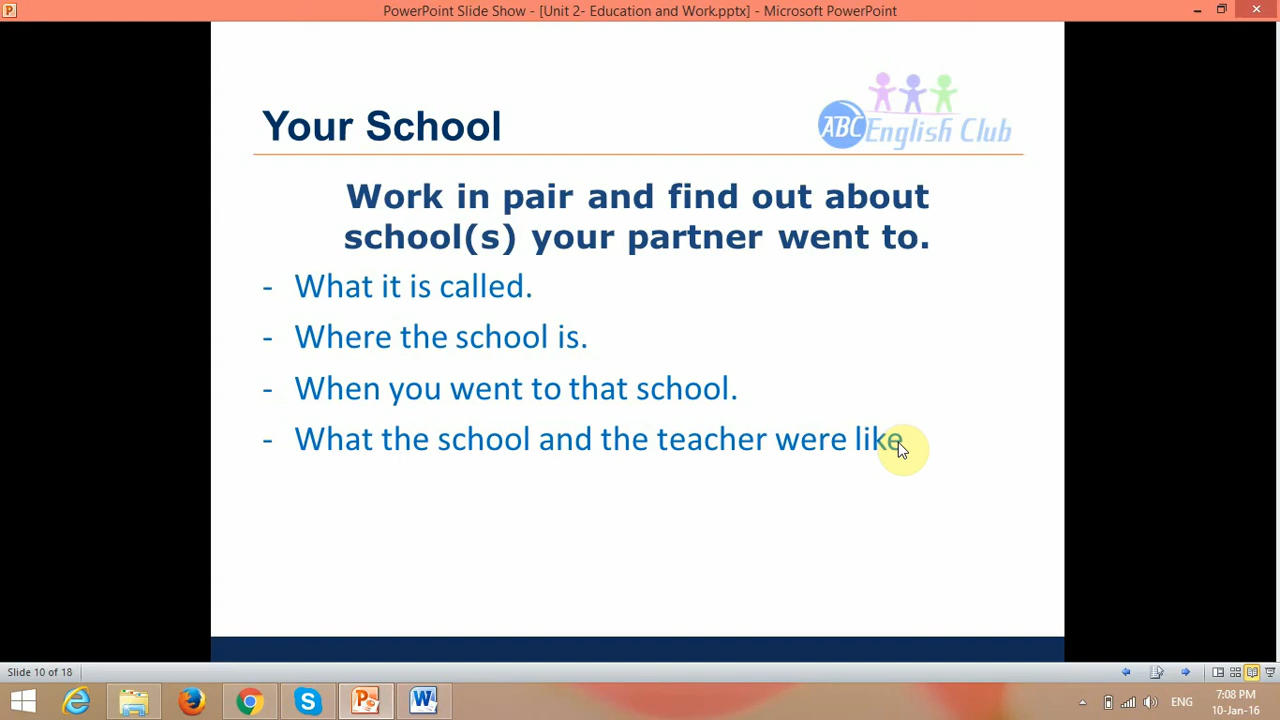 PowerPoint Slide Show - [Unit 2- Education and Work.pptx] - Microsoft PowerPoint
Your School
ABC English Club
Work in pair and find out about
school(s) your partner went to.
- What it is called.
- Where the school is.
- When you went to that school.
- What the school and the teacher were like
Slide 10 of 18
ENG
7:08 PM
10-Jan-16